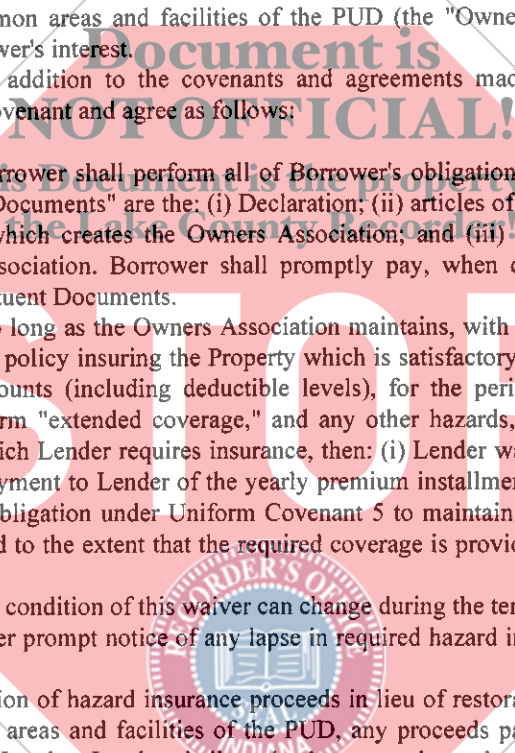 mon areas and facilities of the PUD (the "Owne
wer's interest.
Document is
addition to the covenants and agreements mad
venant and agree as follows:
NOT OFFICIAL!
rrower shall perform all of Borrower's obligation
is Document is the property
Documents" are the: (i) Declaration; (ii) articles of
the Lake County Recorder!
which creates the Owners Association; and (iii)
ssociation. Borrower shall promptly pay, when d
tuent Documents.
long as the Owners Association maintains, with
policy insuring the Property which is satisfactory
ounts (including deductible levels), for the peri
STOP
rm "extended coverage," and any other hazards,
ich Lender requires insurance, then: (i) Lender wa
yment to Lender of the yearly premium installmen
bligation under Uniform Covenant 5 to maintain
d to the extent that the required coverage is provid
RECORDER'S OFFICE
condition of this waiver can change during the ter
er prompt notice of any lapse in required hazard in
ion of hazard insurance proceeds in lieu of restora
SEAL
areas and facilities of the PUD, any proceeds pa
INDIANA